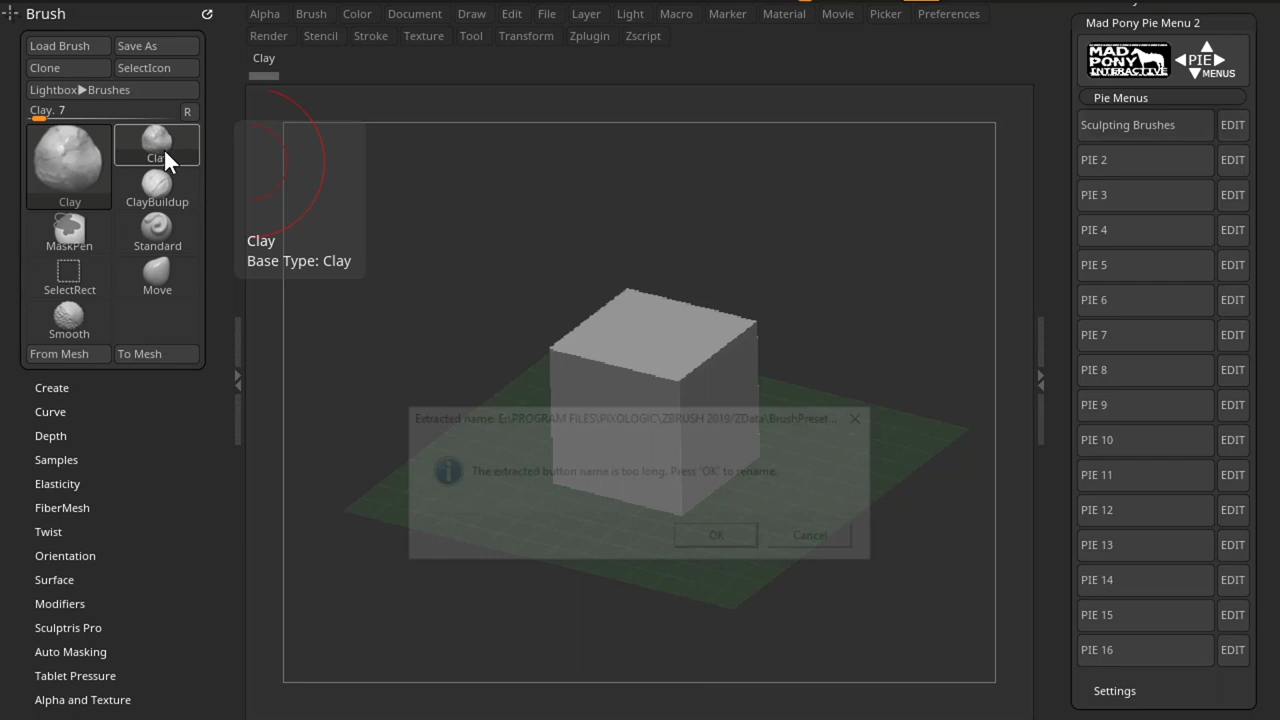 Brush
Load Brush
Save As
Clone
SelectIcon
Lightbox▶Brushes
Clay. 7
R
Clay
Clay
ClayBuildup
MaskPen
Standard
SelectRect
Move
Smooth
From Mesh
To Mesh
Create
Curve
Depth
Samples
Elasticity
FiberMesh
Twist
Orientation
Surface
Modifiers
Sculptris Pro
Auto Masking
Tablet Pressure
Alpha and Texture
Alpha Brush Color Document Draw Edit File Layer Light Macro Marker Material Movie Picker Preferences
Render Stencil Stroke Texture Tool Transform Zplugin Zscript
Clay
Clay
Base Type: Clay
Extracted name: E:\PROGRAM FILES\PIXOLOGIC\ZBRUSH 2019/ZData\BrushPreset...
The extracted button name is too long. Press 'OK' to rename.
OK
Cancel
Mad Pony Pie Menu 2
MAD PONY INTERACTIVE
PIE MENUS
Pie Menus
Sculpting Brushes EDIT
PIE 2 EDIT
PIE 3 EDIT
PIE 4 EDIT
PIE 5 EDIT
PIE 6 EDIT
PIE 7 EDIT
PIE 8 EDIT
PIE 9 EDIT
PIE 10 EDIT
PIE 11 EDIT
PIE 12 EDIT
PIE 13 EDIT
PIE 14 EDIT
PIE 15 EDIT
PIE 16 EDIT
Settings